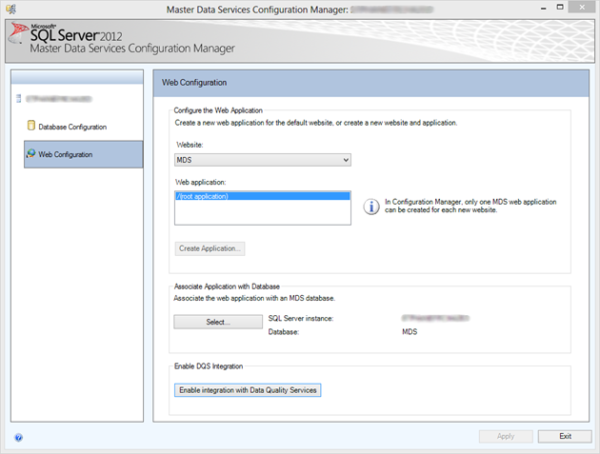 Master Data Services Configuration Manager:
Microsoft®
SQL Server 2012
Master Data Services Configuration Manager
Database Configuration
Web Configuration
Web Configuration
Configure the Web Application
Create a new web application for the default website, or create a new website and application.
Website:
MDS
Web application:
/(root application)
In Configuration Manager, only one MDS web application
can be created for each new website.
Create Application...
Associate Application with Database
Associate the web application with an MDS database.
Select...
SQL Server instance:
Database: MDS
Enable DQS Integration
Enable integration with Data Quality Services
Apply
Exit